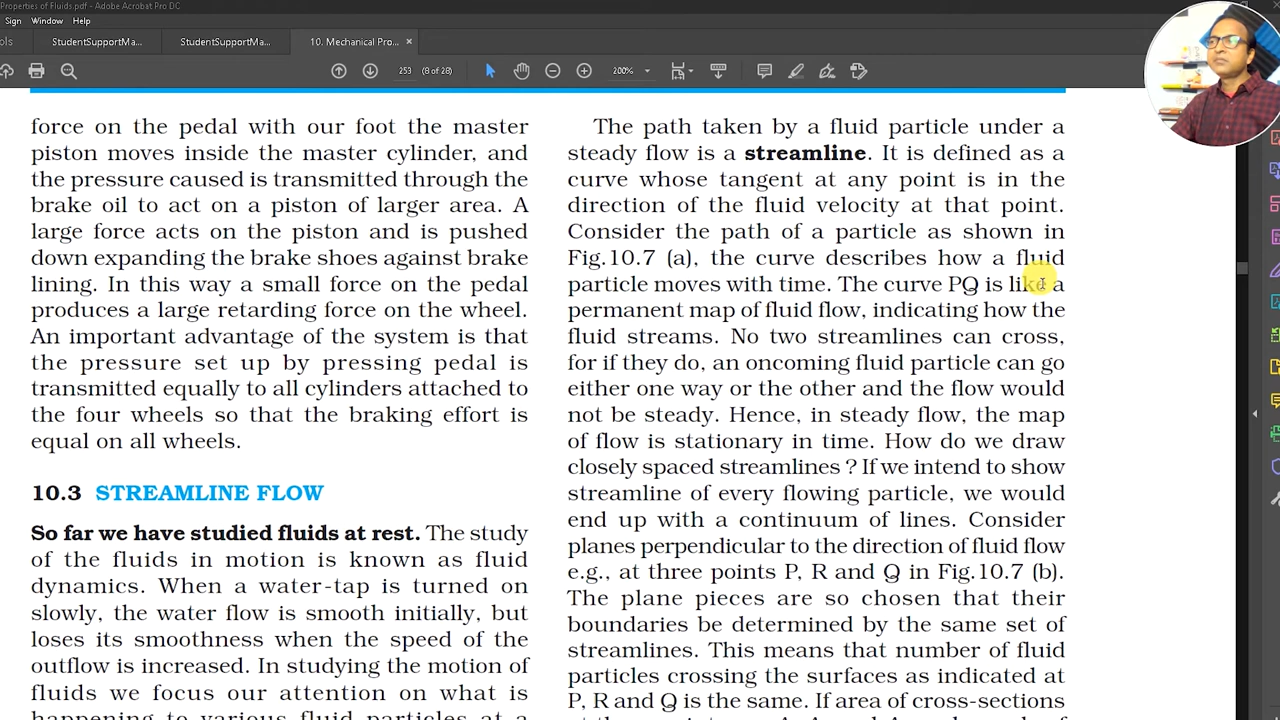 Properties of Fluids.pdf - Adobe Acrobat Pro DC
Sign Window Help
ols StudentSupportMa... StudentSupportMa... 10. Mechanical Pro... ×
253 (8 of 28) 200%
force on the pedal with our foot the master
piston moves inside the master cylinder, and
the pressure caused is transmitted through the
brake oil to act on a piston of larger area. A
large force acts on the piston and is pushed
down expanding the brake shoes against brake
lining. In this way a small force on the pedal
produces a large retarding force on the wheel.
An important advantage of the system is that
the pressure set up by pressing pedal is
transmitted equally to all cylinders attached to
the four wheels so that the braking effort is
equal on all wheels.
10.3 STREAMLINE FLOW
So far we have studied fluids at rest. The study
of the fluids in motion is known as fluid
dynamics. When a water-tap is turned on
slowly, the water flow is smooth initially, but
loses its smoothness when the speed of the
outflow is increased. In studying the motion of
fluids we focus our attention on what is
happening to various fluid particles at a
The path taken by a fluid particle under a
steady flow is a streamline. It is defined as a
curve whose tangent at any point is in the
direction of the fluid velocity at that point.
Consider the path of a particle as shown in
Fig.10.7 (a), the curve describes how a fluid
particle moves with time. The curve PQ is like a
permanent map of fluid flow, indicating how the
fluid streams. No two streamlines can cross,
for if they do, an oncoming fluid particle can go
either one way or the other and the flow would
not be steady. Hence, in steady flow, the map
of flow is stationary in time. How do we draw
closely spaced streamlines ? If we intend to show
streamline of every flowing particle, we would
end up with a continuum of lines. Consider
planes perpendicular to the direction of fluid flow
e.g., at three points P, R and Q in Fig.10.7 (b).
The plane pieces are so chosen that their
boundaries be determined by the same set of
streamlines. This means that number of fluid
particles crossing the surfaces as indicated at
P, R and Q is the same. If area of cross-sections